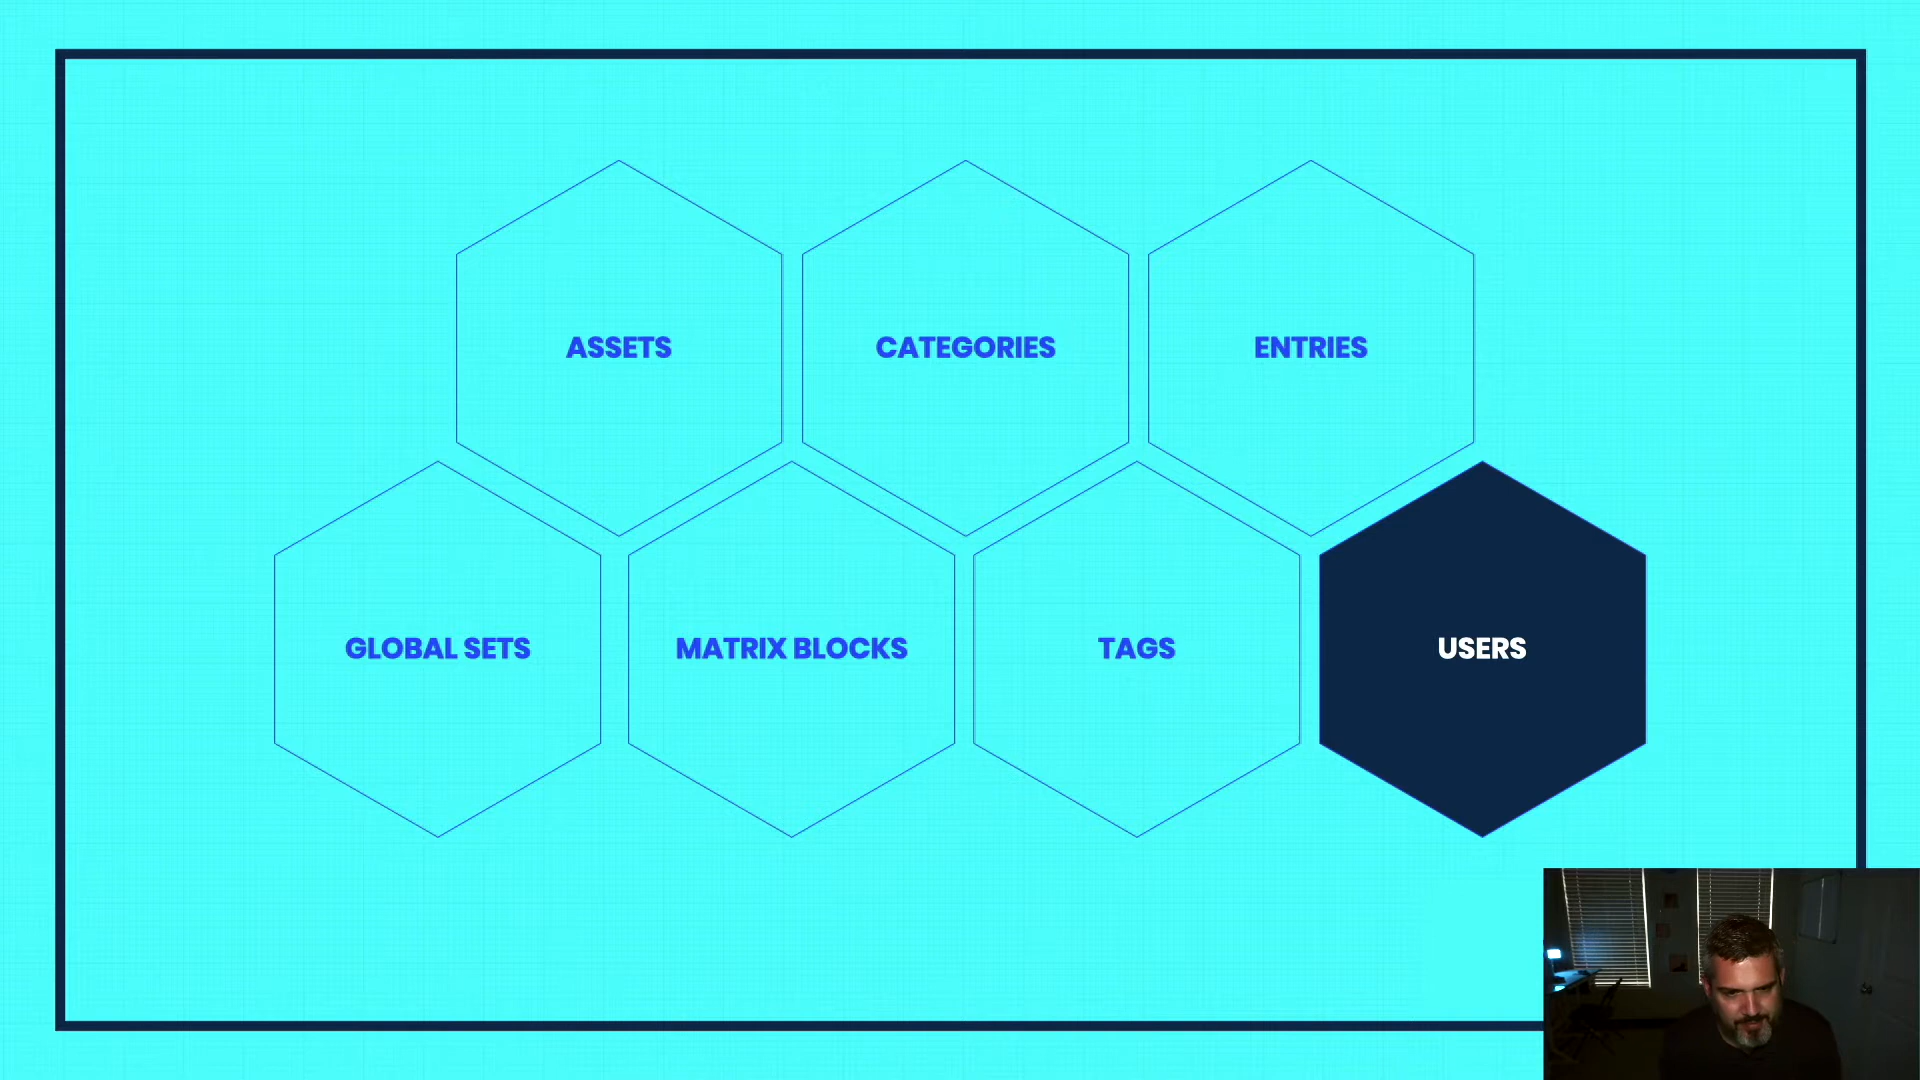 ASSETS
CATEGORIES
ENTRIES
GLOBAL SETS
MATRIX BLOCKS
TAGS
USERS